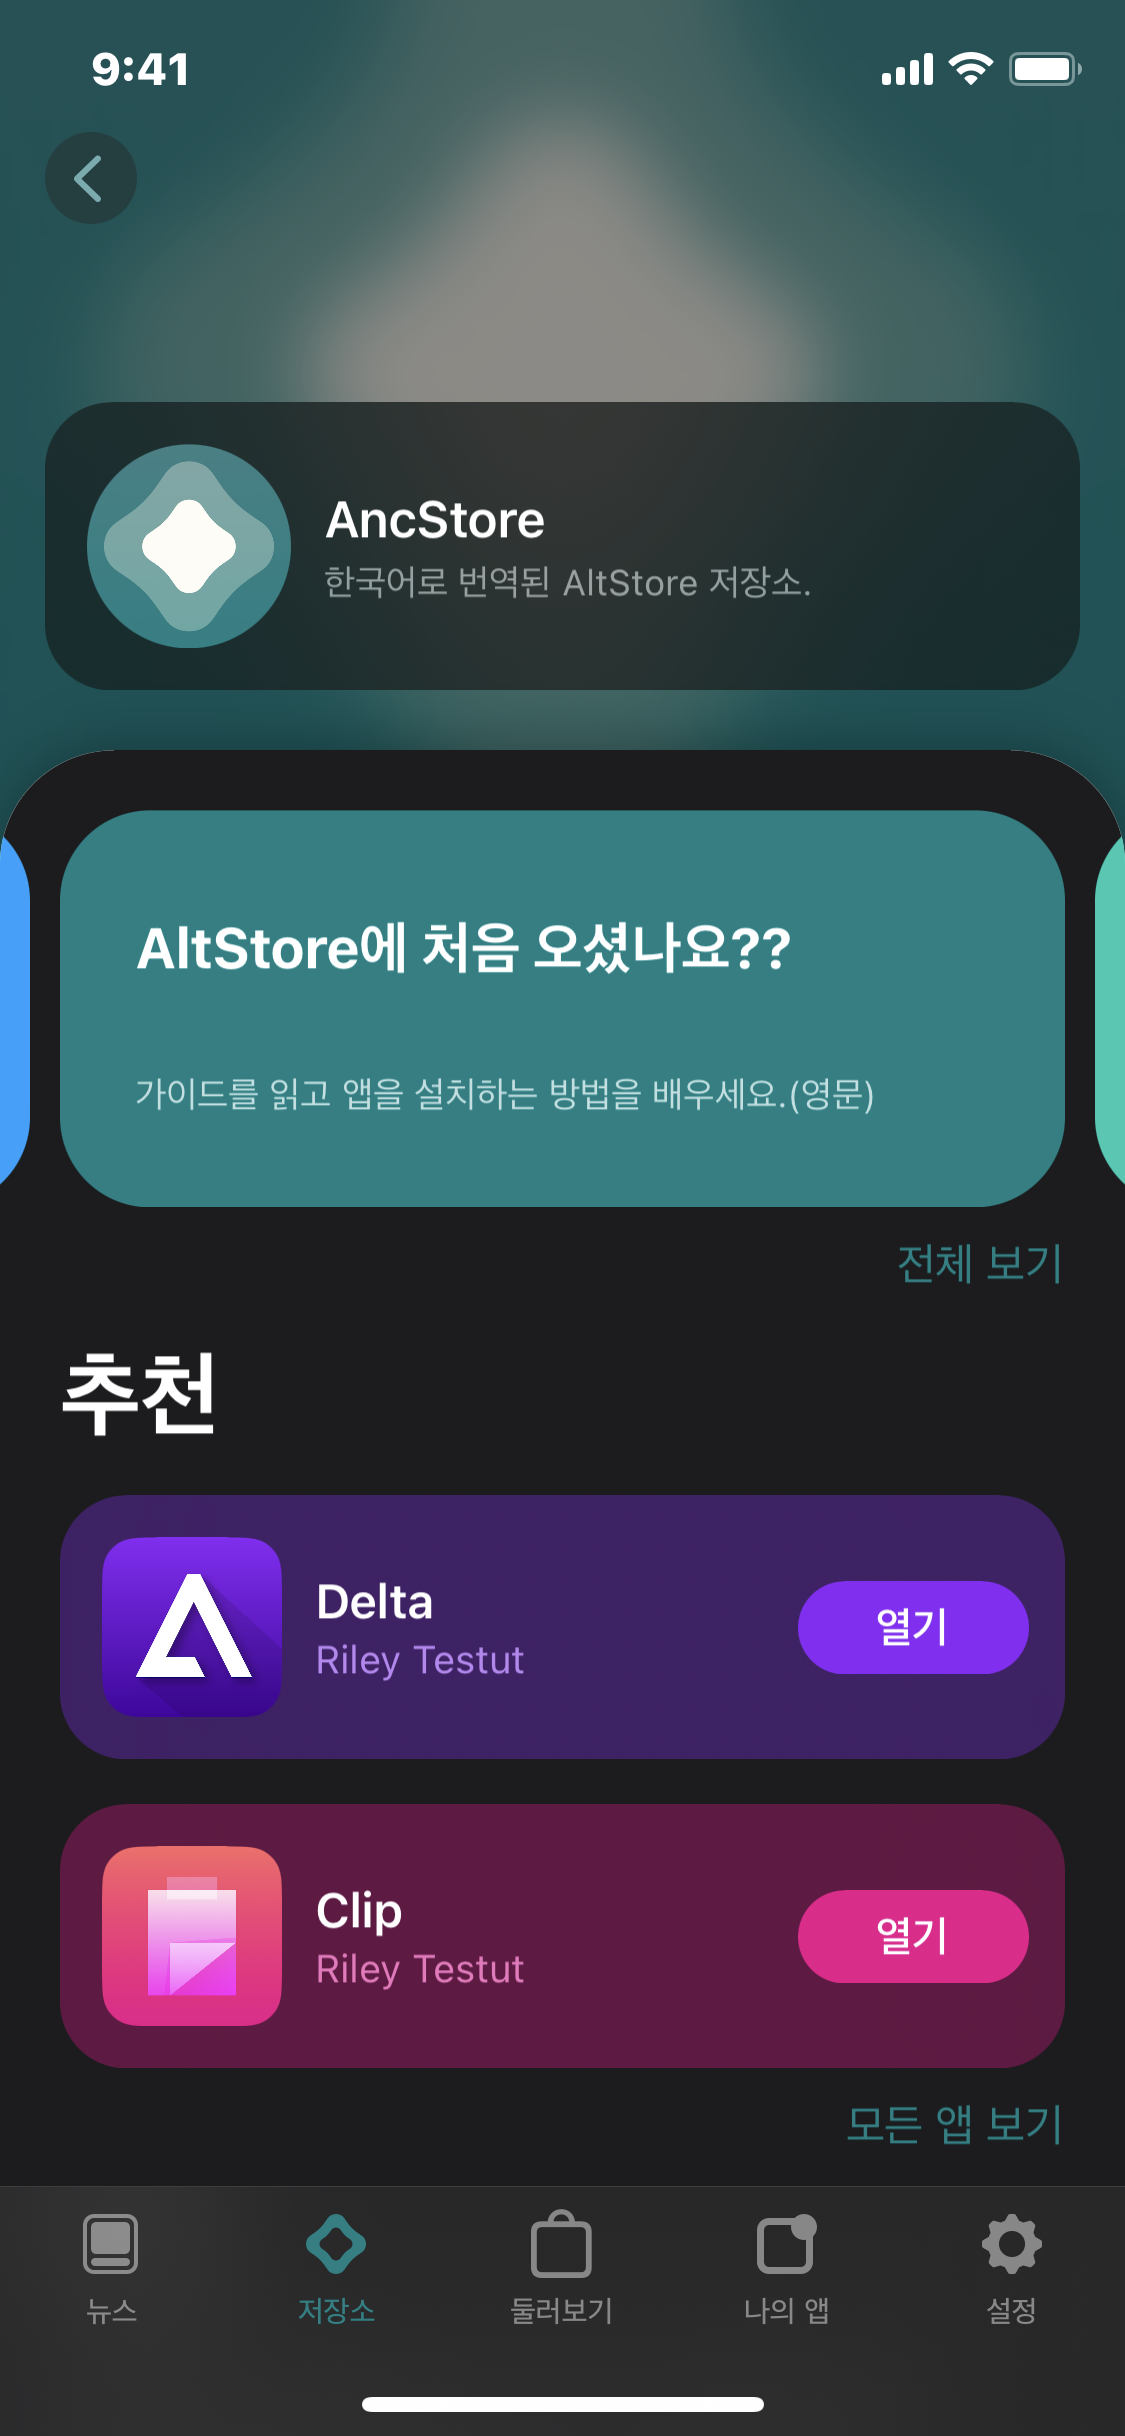 9:41
AncStore
한국어로 번역된 AltStore 저장소.
AltStore에 처음 오셨나요??
가이드를 읽고 앱을 설치하는 방법을 배우세요.(영문)
전체 보기
추천
Delta
Riley Testut
열기
Clip
Riley Testut
열기
모든 앱 보기
뉴스
저장소
둘러보기
나의 앱
설정